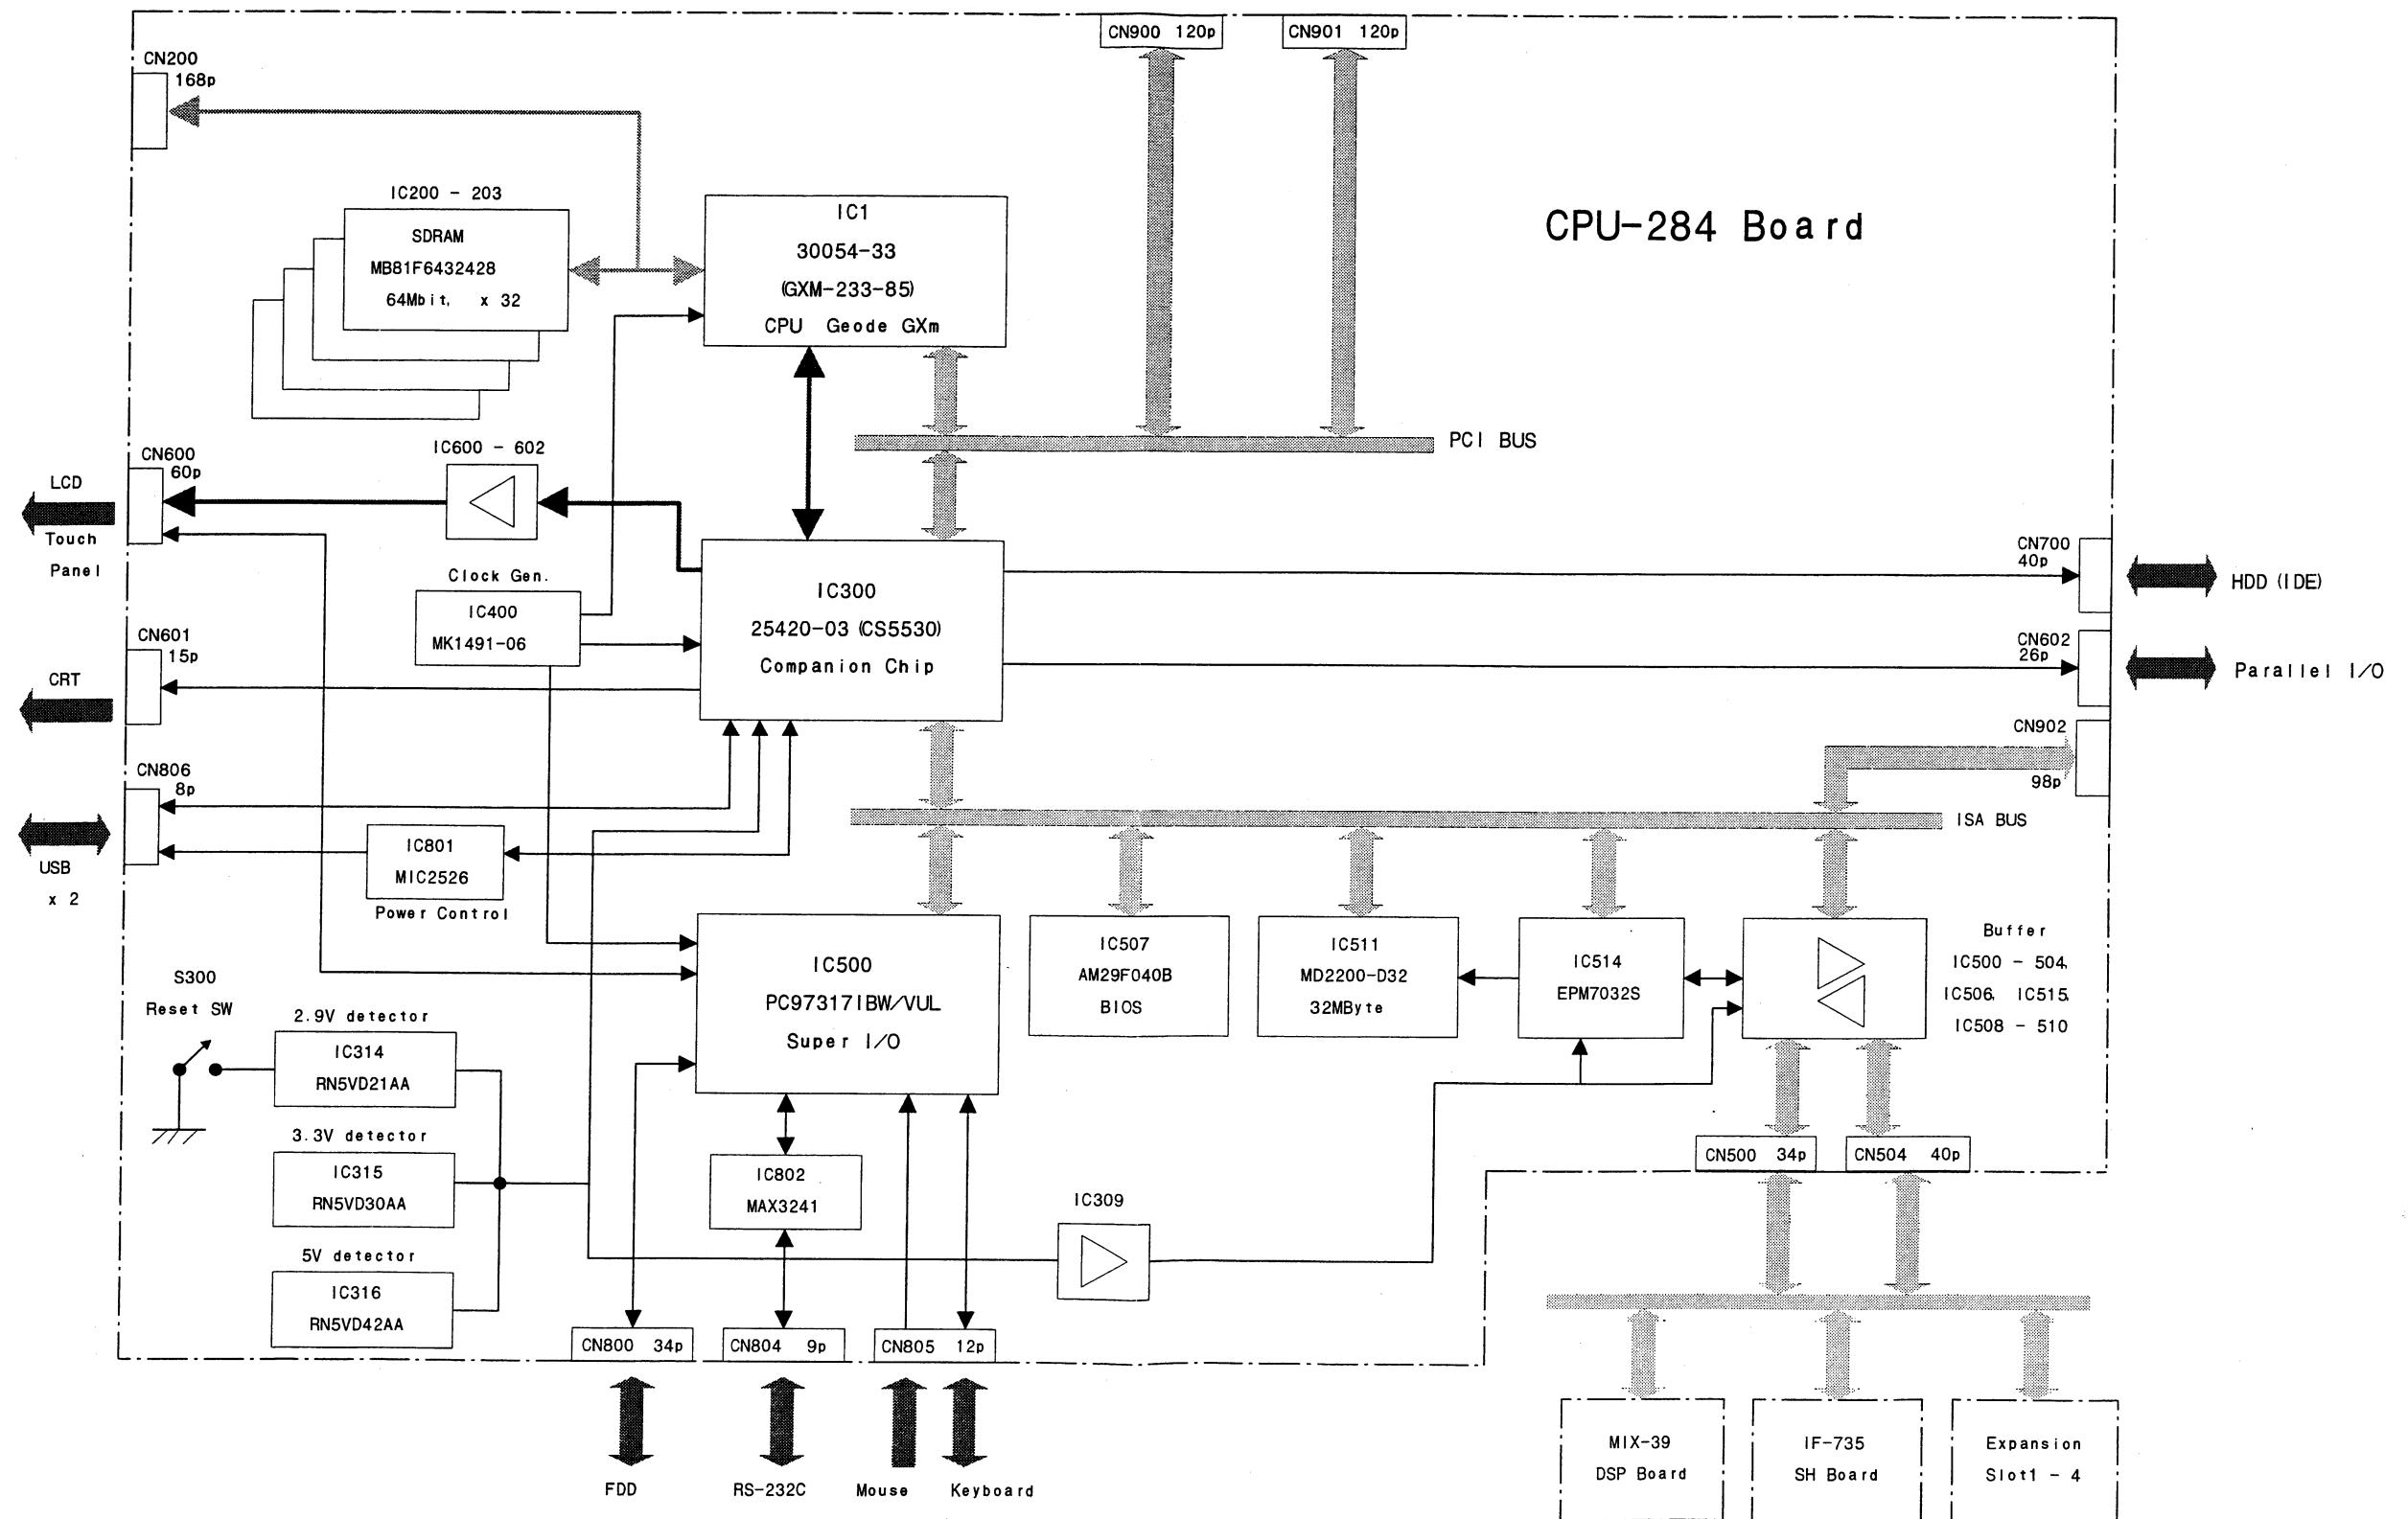 CN900 120p
CN901 120p
CN200
168p
CPU-284 Board
IC200 - 203
SDRAM
MB81F6432428
64Mbit, x 32
IC1
30054-33
(GXM-233-85)
CPU Geode GXm
PCI BUS
CN600
60p
LCD
Touch
Panel
IC600 - 602
Clock Gen.
IC400
MK1491-06
IC300
25420-03 (CS5530)
Companion Chip
CN700
40p
HDD (IDE)
CN602
26p
Parallel I/O
CN902
98p
CN601
15p
CRT
CN806
8p
USB
x 2
IC801
MIC2526
Power Control
ISA BUS
IC500
PC97317IBW/VUL
Super I/O
IC507
AM29F040B
BIOS
IC511
MD2200-D32
32MByte
IC514
EPM7032S
Buffer
IC500 - 504,
IC506, IC515,
IC508 - 510
S300
Reset SW
2.9V detector
IC314
RN5VD21AA
3.3V detector
IC315
RN5VD30AA
5V detector
IC316
RN5VD42AA
IC802
MAX3241
IC309
CN500 34p
CN504 40p
CN800 34p
CN804 9p
CN805 12p
FDD
RS-232C
Mouse
Keyboard
MIX-39
DSP Board
IF-735
SH Board
Expansion
Slot1 - 4